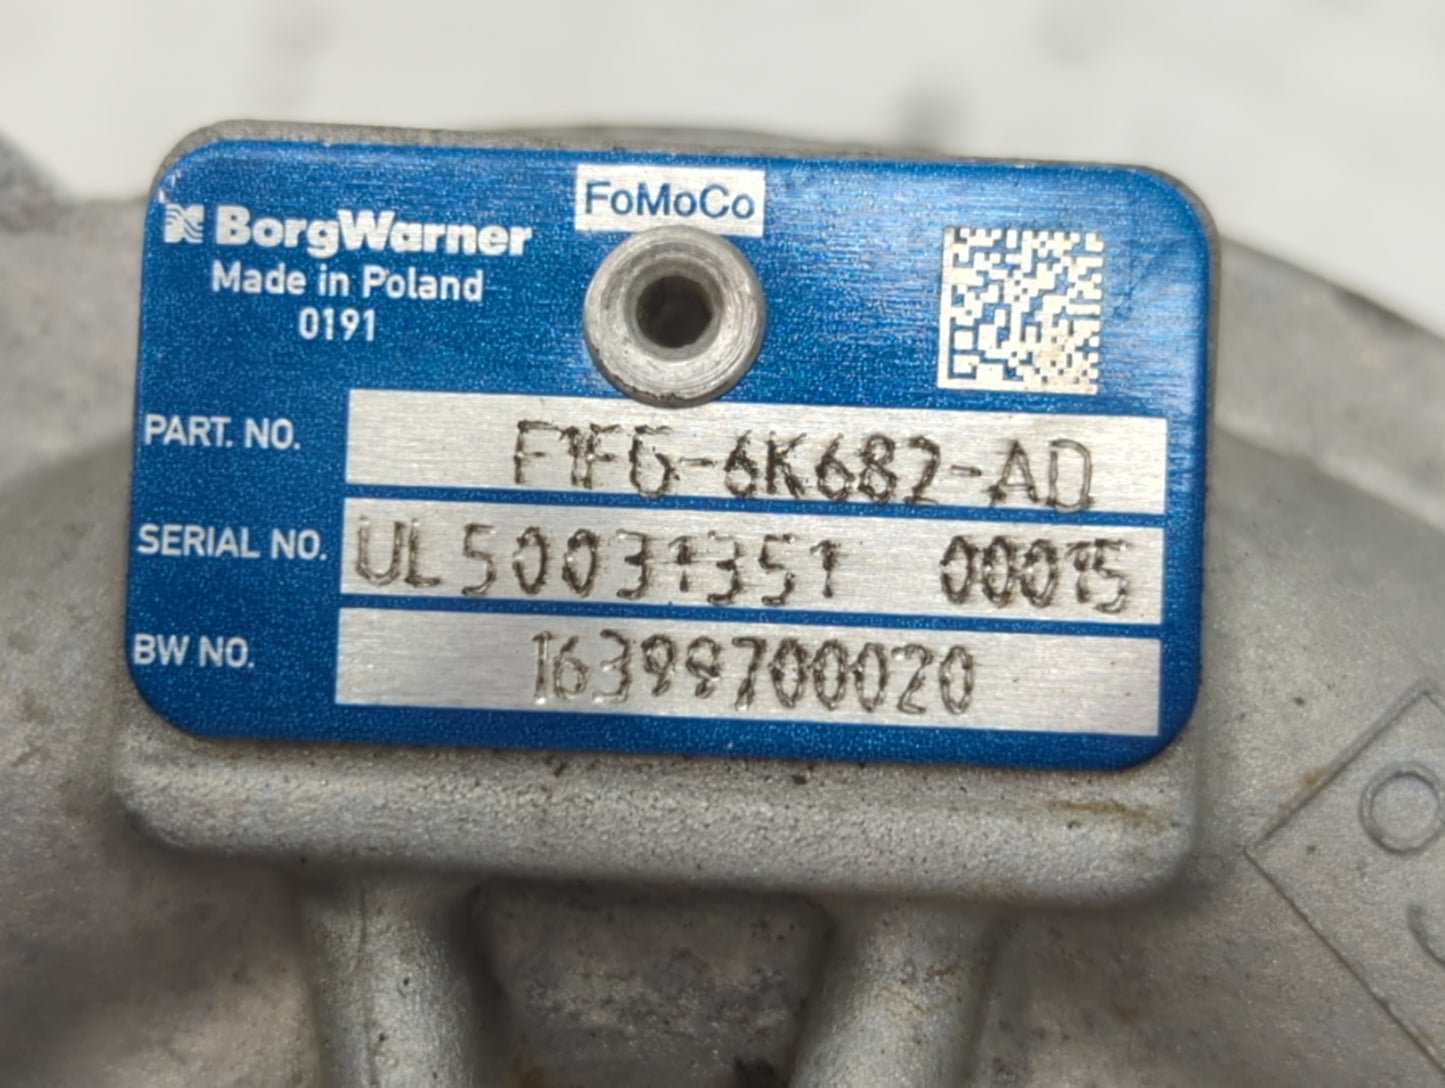 FoMoCo
BorgWarner
Made in Poland
0191
PART. NO. F1FG-6K682-AD
SERIAL NO. UL50031351 00015
BW NO. 16399700020